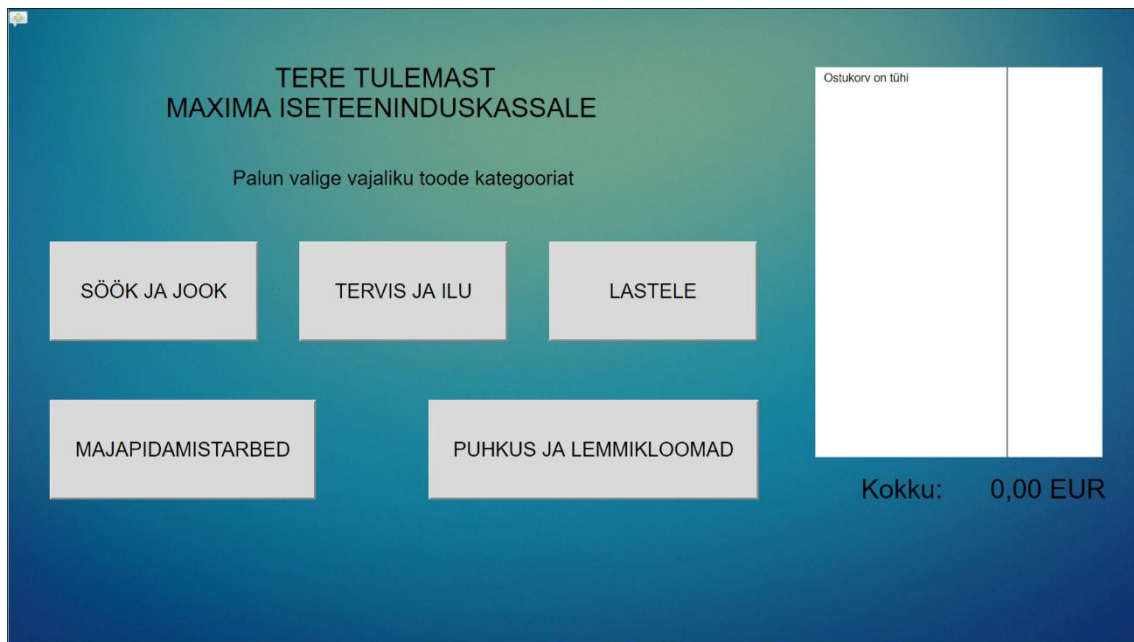 TERE TULEMAST
MAXIMA ISETEENINDUSKASSALE
Palun valige vajaliku toode kategooriat
SÖÖK JA JOOK
TERVIS JA ILU
LASTELE
MAJAPIDAMISTARBED
PUHKUS JA LEMMIKLOOMAD
Ostukorv on tühi
Kokku: 0,00 EUR